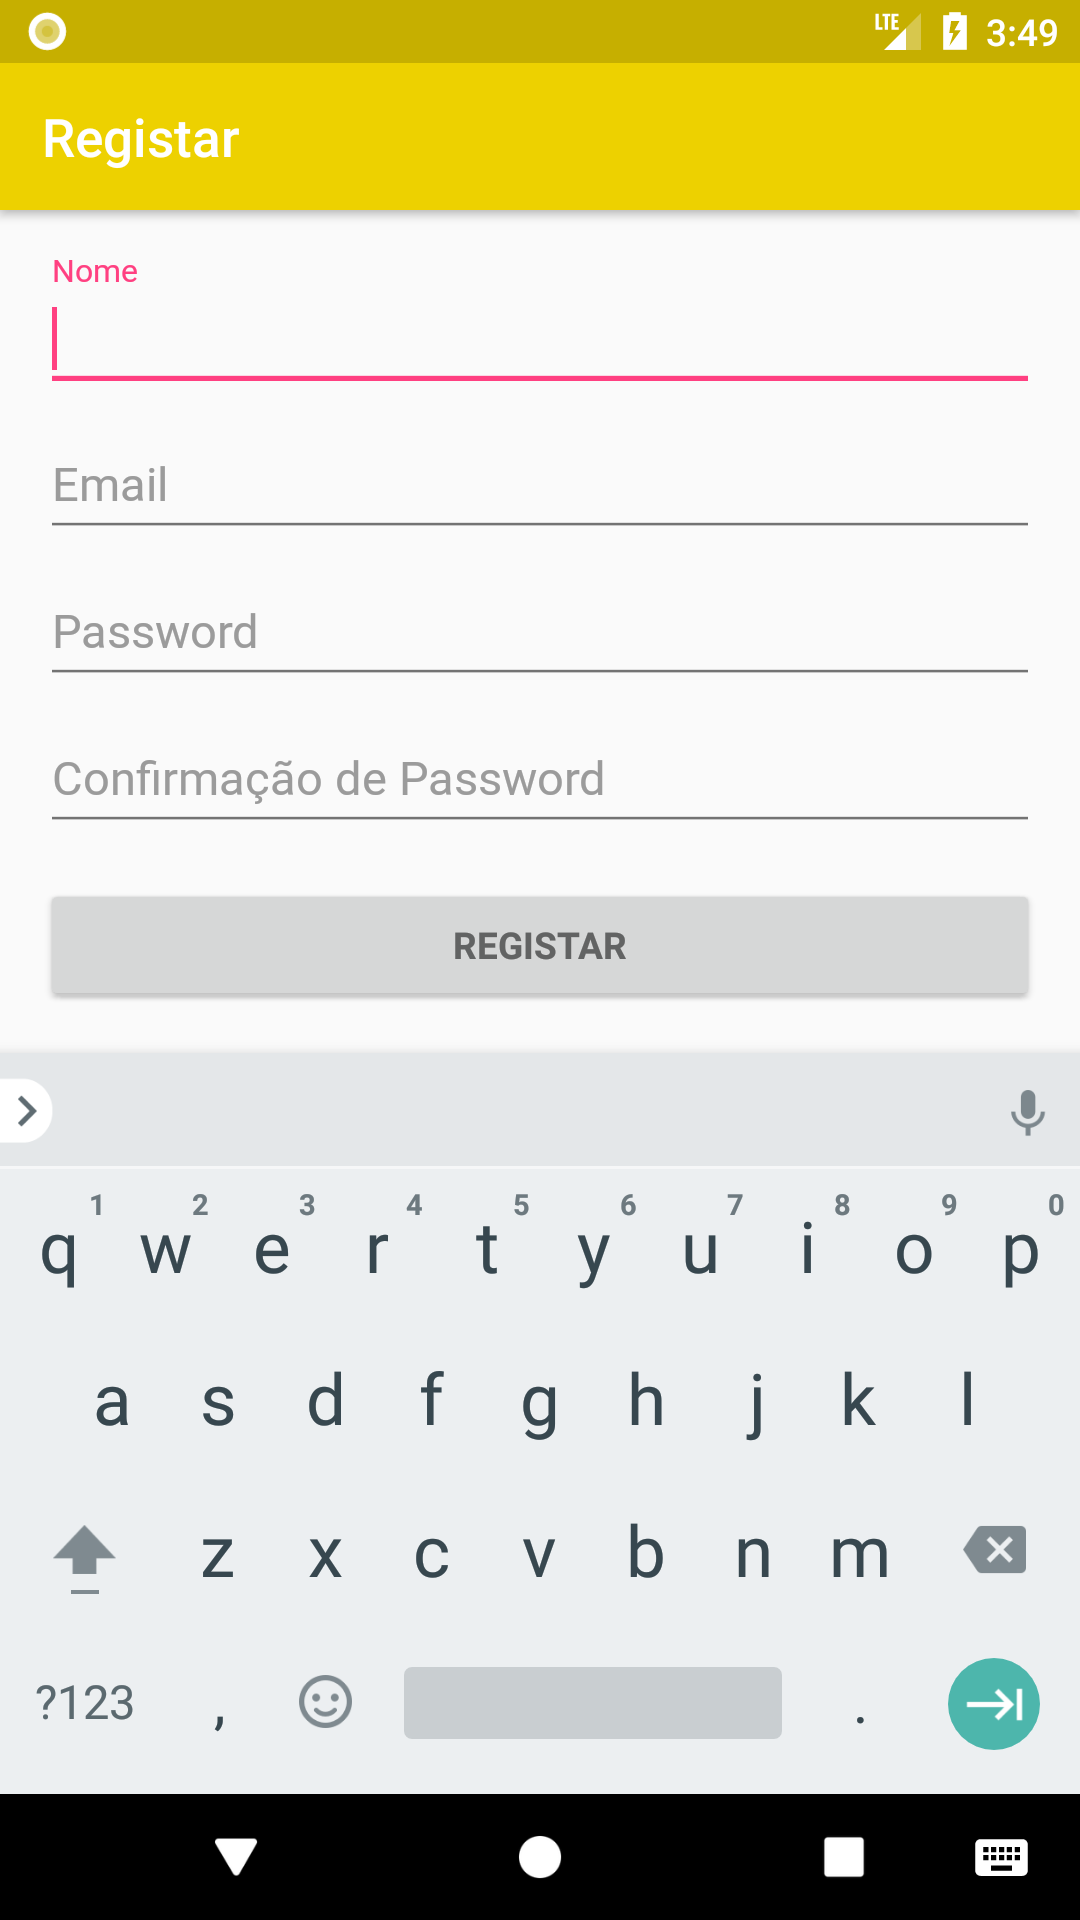 LTE 3:49
Registar
Nome
Email
Password
Confirmação de Password
REGISTAR
1 2 3 4 5 6 7 8 9 0
q w e r t y u i o p
a s d f g h j k l
z x c v b n m
?123 , .